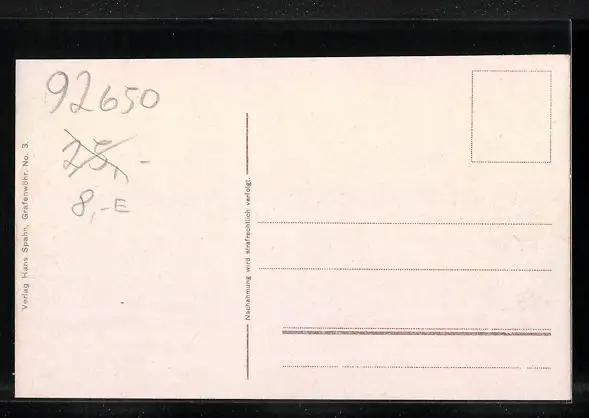 92650
25,-
8,-E
Verlag Hans Spahn, Grafenwöhr. No. 3.
Nachahmung wird strafrechtlich verfolgt.